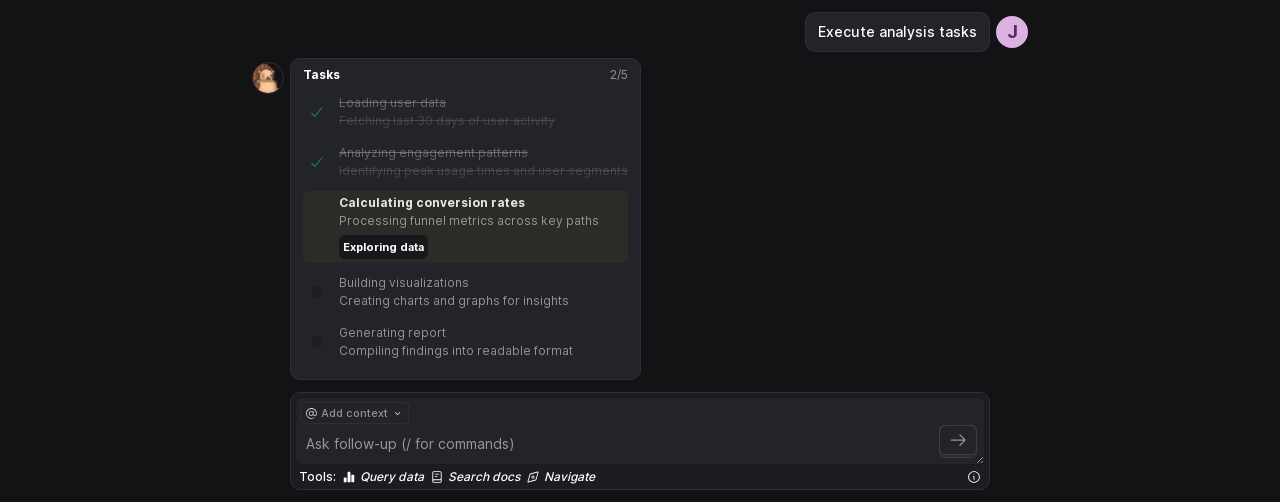 Execute analysis tasks
J
Tasks 2/5
Loading user data
Fetching last 30 days of user activity
Analyzing engagement patterns
Identifying peak usage times and user segments
Calculating conversion rates
Processing funnel metrics across key paths
Exploring data
Building visualizations
Creating charts and graphs for insights
Generating report
Compiling findings into readable format
@ Add context
Ask follow-up (/ for commands)
Tools: Query data Search docs Navigate